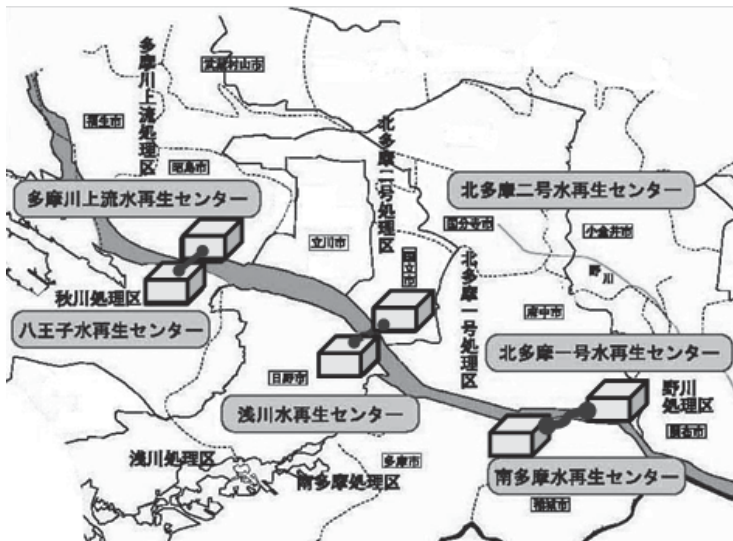 多摩川上流処理区
武蔵村山市
福生市
昭島市
北多摩二号処理区
多摩川上流水再生センター
北多摩二号水再生センター
立川市
国分寺市
小金井市
国立市
野川
北多摩一号処理区
秋川処理区
府中市
八王子水再生センター
北多摩一号水再生センター
日野市
野川
処理区
浅川水再生センター
浅川処理区
多摩市
南多摩処理区
南多摩水再生センター
稲城市